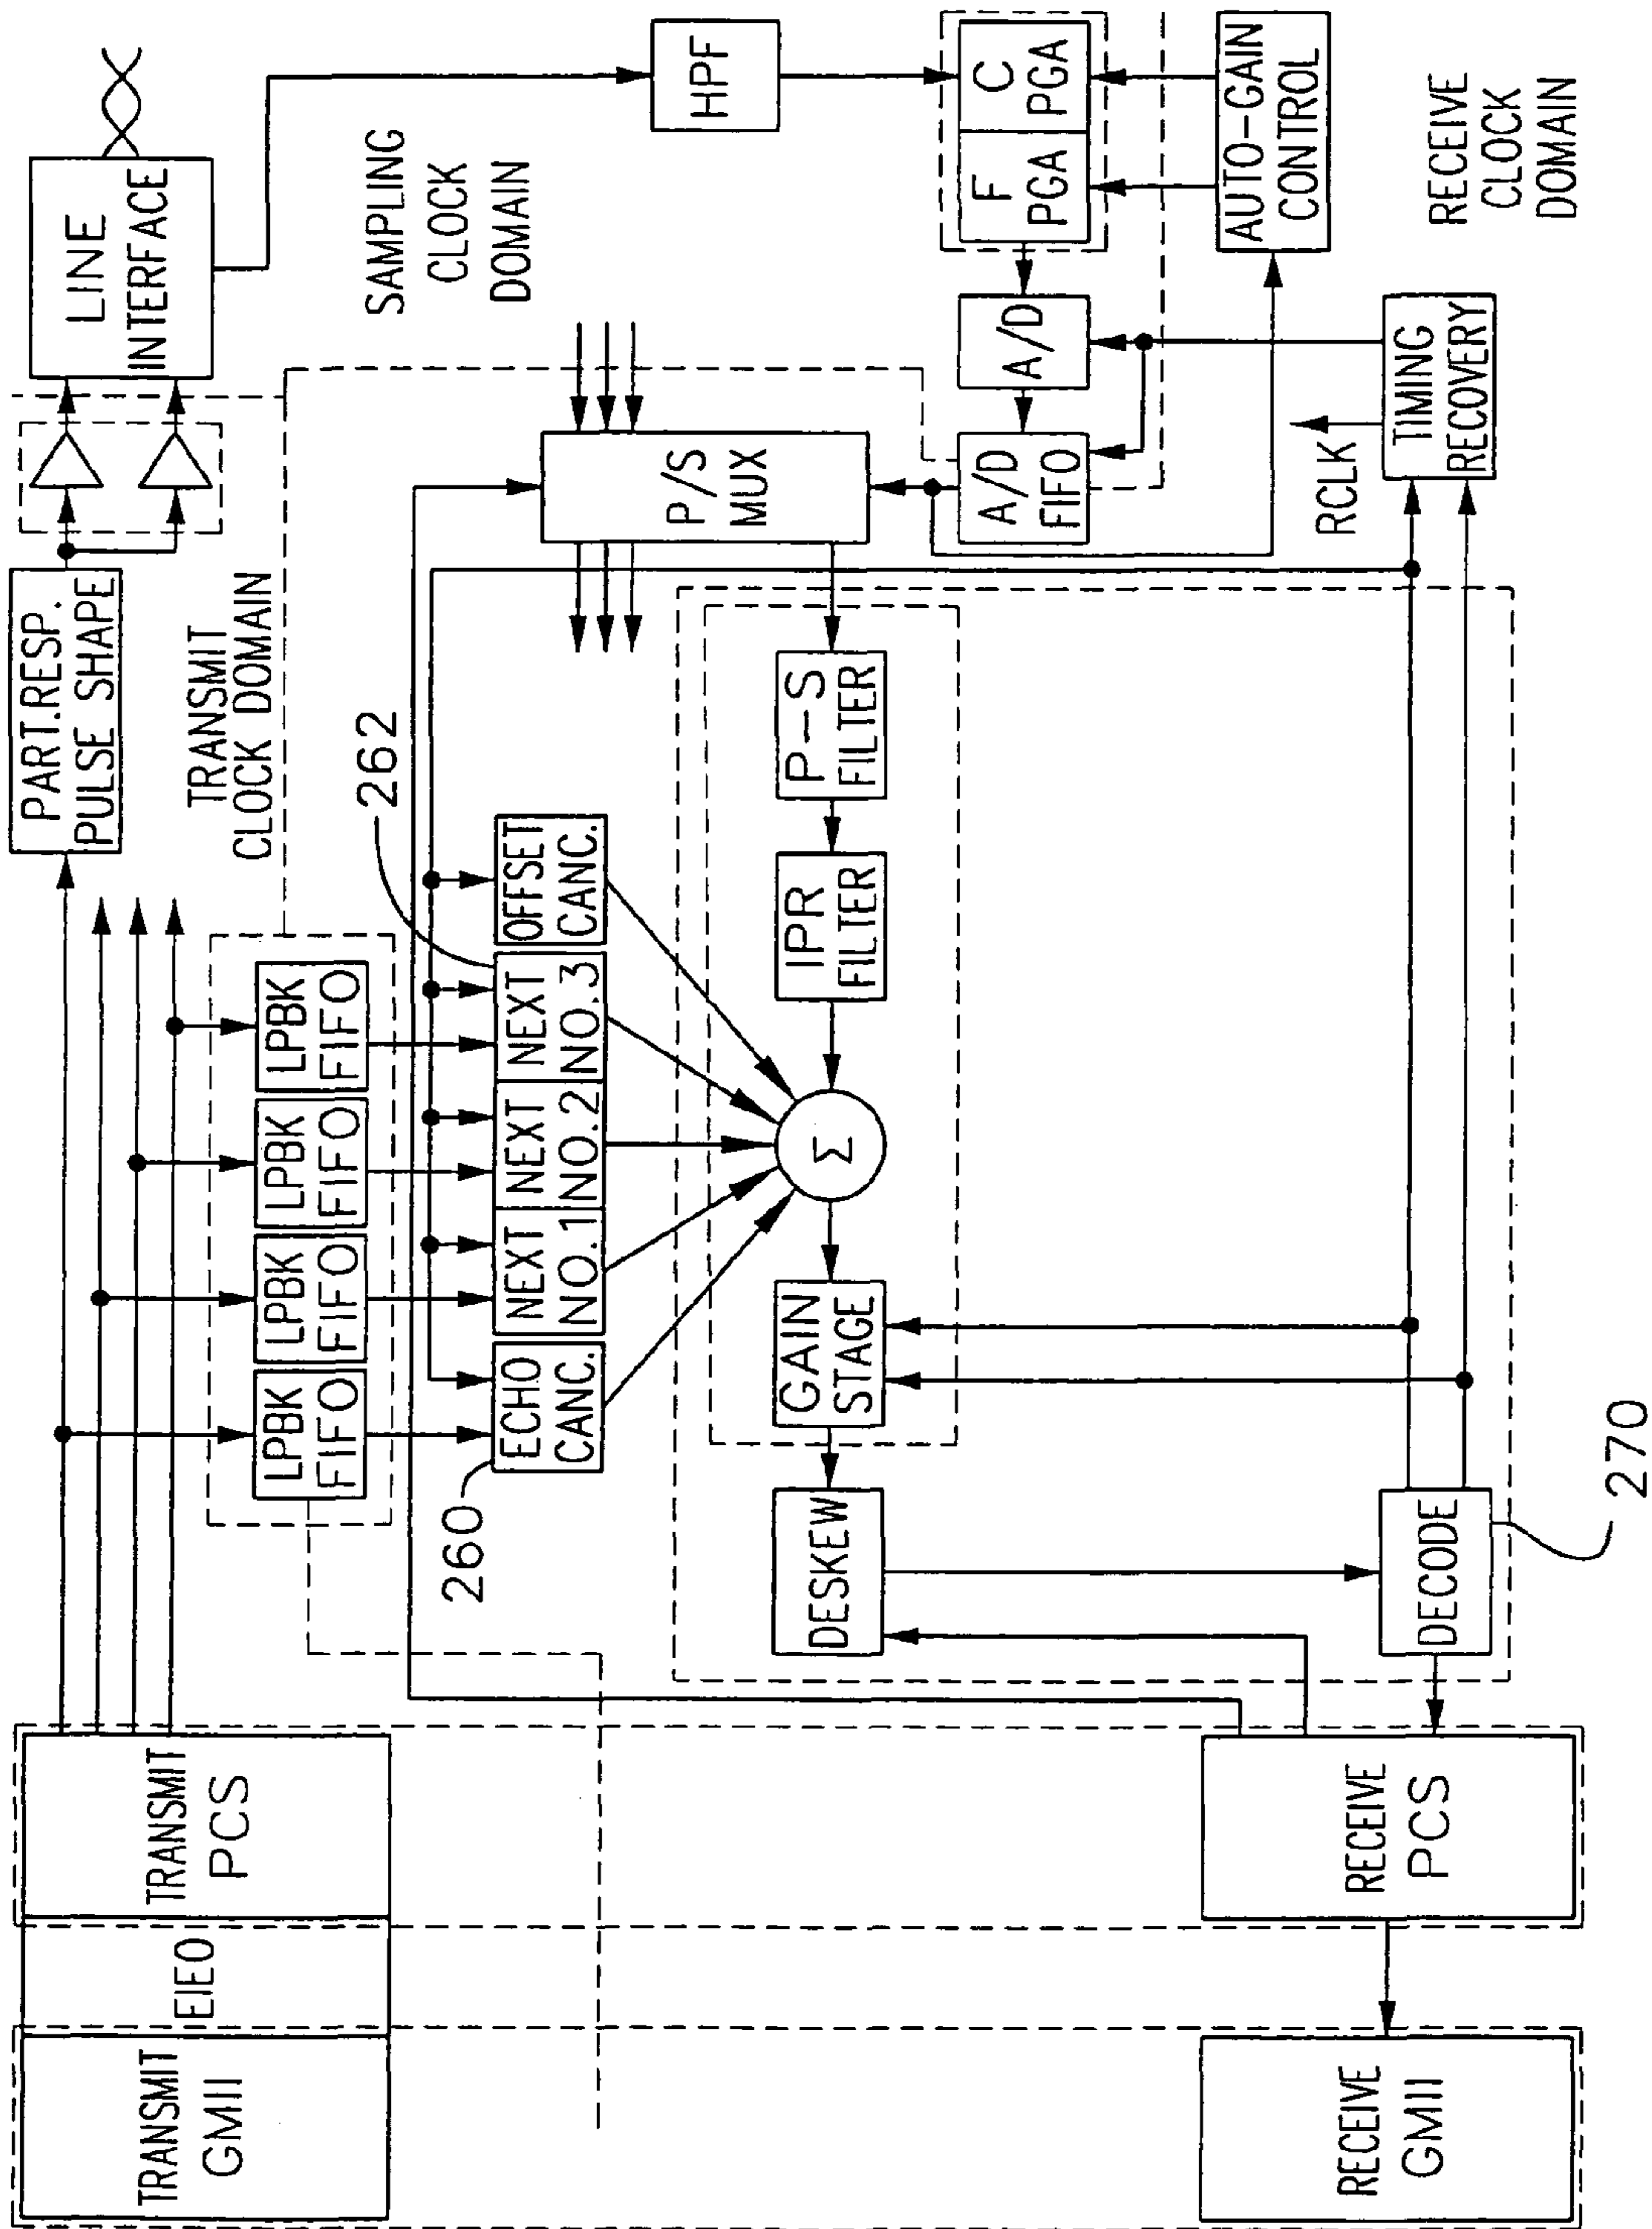 TRANSMIT
GMII
EIEO
TRANSMIT
PCS
PART.RESP.
PULSE SHAPE
LINE
INTERFACE
TRANSMIT
CLOCK DOMAIN
LPBK
FIFO
LPBK
FIFO
LPBK
FIFO
LPBK
FIFO
SAMPLING
CLOCK
DOMAIN
262
260
ECHO
CANC.
NEXT
NO.1
NEXT
NO.2
NEXT
NO.3
OFFSET
CANC.
P/S
MUX
HPF
DESKEW
GAIN
STAGE
Σ
IPR
FILTER
P-S
FILTER
A/D
FIFO
A/D
F
PGA
C
PGA
RECEIVE
GMII
RECEIVE
PCS
DECODE
270
RCLK
TIMING
RECOVERY
AUTO-GAIN
CONTROL
RECEIVE
CLOCK
DOMAIN